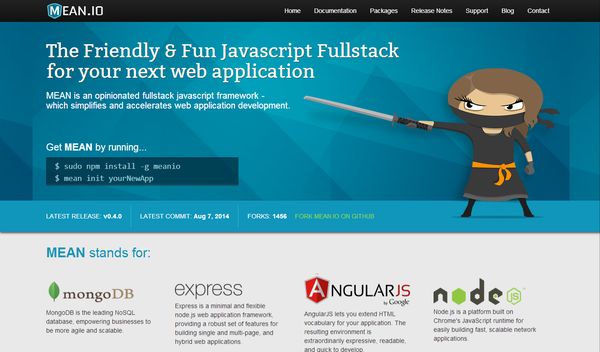 MEAN.IO
Home Documentation Packages Release Notes Support Blog Contact
The Friendly & Fun Javascript Fullstack
for your next web application
MEAN is an opinionated fullstack javascript framework -
which simplifies and accelerates web application development.
Get MEAN by running...
$ sudo npm install -g meanio
$ mean init yourNewApp
LATEST RELEASE: v0.4.0 LATEST COMMIT: Aug 7, 2014 FORKS: 1456 FORK MEAN.IO ON GITHUB
MEAN stands for:
mongoDB
MongoDB is the leading NoSQL
database, empowering businesses to
be more agile and scalable.
express
Express is a minimal and flexible
node.js web application framework,
providing a robust set of features for
building single and multi-page, and
hybrid web applications.
A
ANGULARJS
by Google
AngularJS lets you extend HTML
vocabulary for your application. The
resulting environment is
extraordinarily expressive, readable,
and quick to develop.
node
JS
Node.js is a platform built on
Chrome's JavaScript runtime for
easily building fast, scalable network
applications.